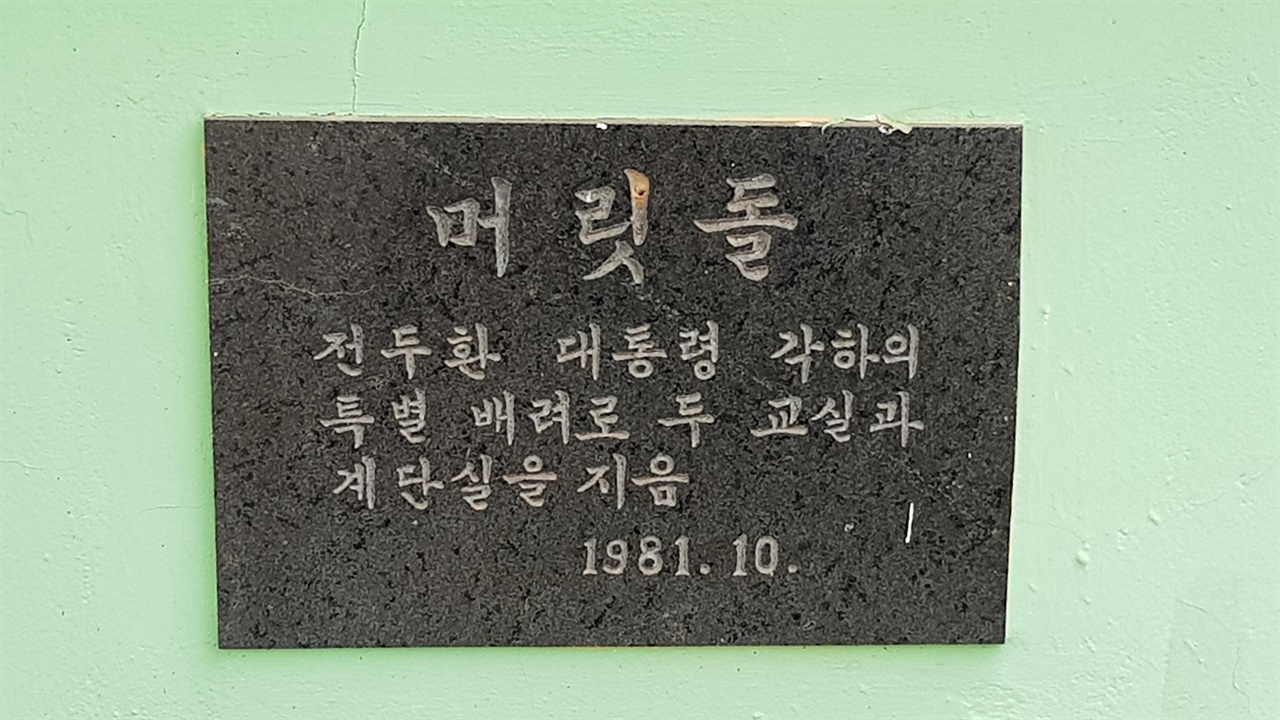 머릿돌
전두환 대통령 각하의
특별 배려로 두 교실과
계단실을 지음
1981. 10.